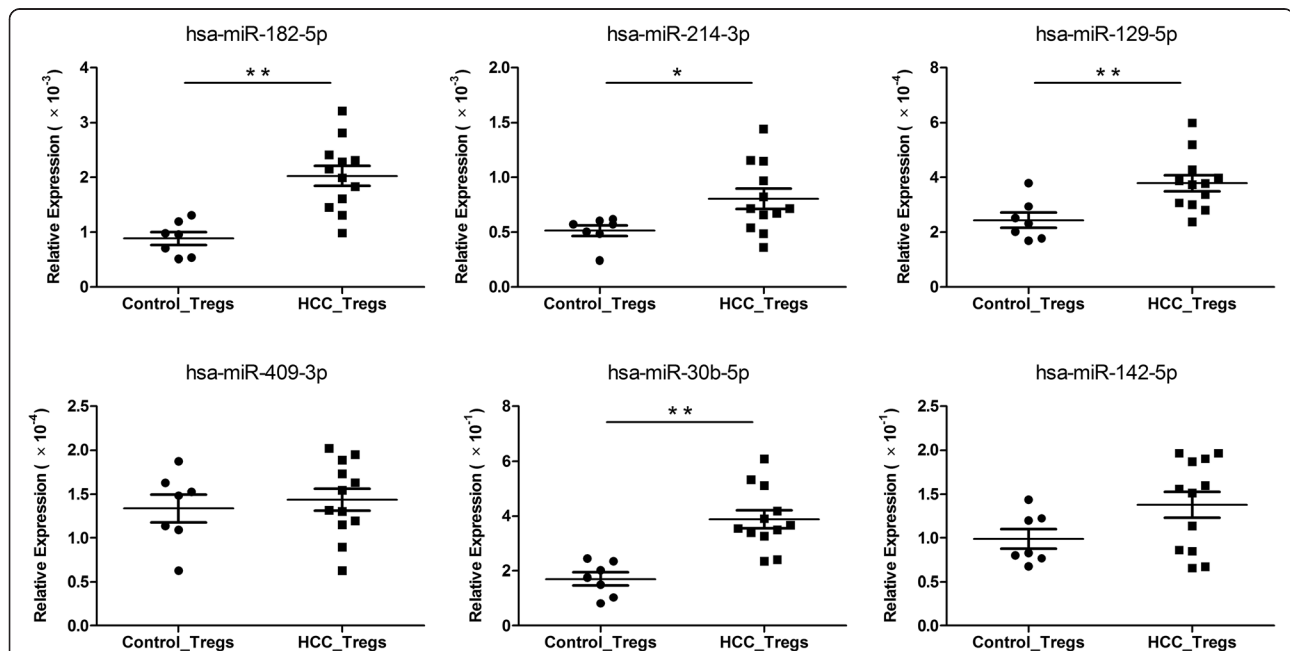 hsa-miR-182-5p
hsa-miR-214-3p
hsa-miR-129-5p
Relative Expression ( × 10⁻³)
4
3
2
1
0
* *
Control_Tregs
HCC_Tregs
Relative Expression ( × 10⁻³)
2.0
1.5
1.0
0.5
0.0
*
Control_Tregs
HCC_Tregs
Relative Expression ( × 10⁻⁴)
8
6
4
2
0
* *
Control_Tregs
HCC_Tregs
hsa-miR-409-3p
hsa-miR-30b-5p
hsa-miR-142-5p
Relative Expression ( × 10⁻⁴)
2.5
2.0
1.5
1.0
0.5
0.0
Control_Tregs
HCC_Tregs
Relative Expression ( × 10⁻¹)
8
6
4
2
0
* *
Control_Tregs
HCC_Tregs
Relative Expression ( × 10⁻¹)
2.5
2.0
1.5
1.0
0.5
0.0
Control_Tregs
HCC_Tregs